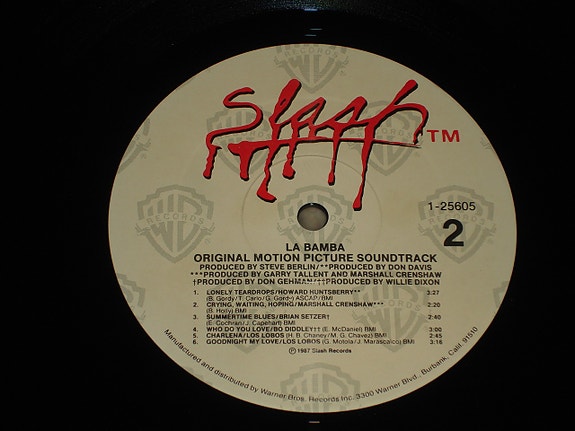 Slash TM
1-25605
2
LA BAMBA
ORIGINAL MOTION PICTURE SOUNDTRACK
PRODUCED BY STEVE BERLIN/**PRODUCED BY DON DAVIS
***PRODUCED BY GARRY TALLENT AND MARSHALL CRENSHAW
†PRODUCED BY DON GEHMAN/††PRODUCED BY WILLIE DIXON
1. LONELY TEARDROPS/HOWARD HUNTSBERRY** 3:27
(B. Gordy/T. Carlo/G. Gordy) ASCAP/BMI
2. CRYING, WAITING, HOPING/MARSHALL CRENSHAW*** 2:20
(B. Holly) BMI
3. SUMMERTIME BLUES/BRIAN SETZER†
(E. Cochran/J. Capehart) BMI
4. WHO DO YOU LOVE/BO DIDDLEY†† (E. McDaniel) BMI 3:00
5. CHARLENA/LOS LOBOS (H. B. Chaney/M. G. Chavez) BMI 2:45
6. GOODNIGHT MY LOVE/LOS LOBOS (G. Motola/J. Marascalco) BMI 3:16
℗ 1987 Slash Records
Manufactured and distributed by Warner Bros. Records Inc. 3300 Warner Blvd., Burbank, Calif. 91510
WB RECORDS